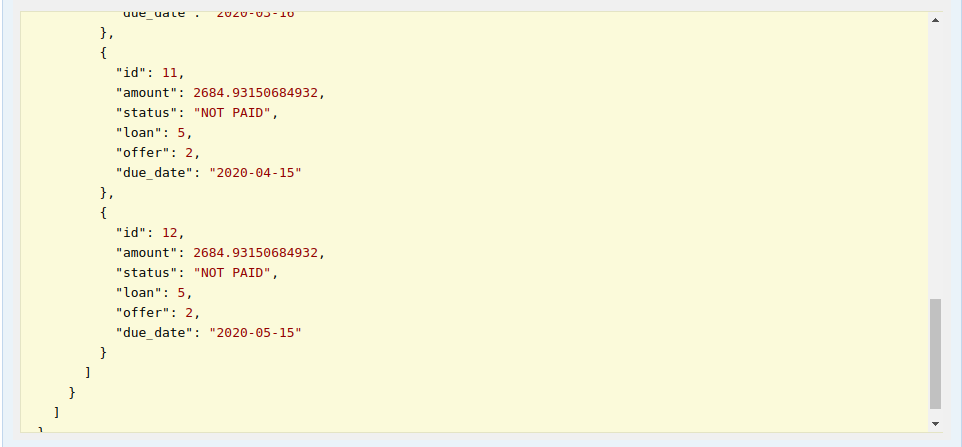 "due_date": "2020-03-16"
},
{
"id": 11,
"amount": 2684.93150684932,
"status": "NOT PAID",
"loan": 5,
"offer": 2,
"due_date": "2020-04-15"
},
{
"id": 12,
"amount": 2684.93150684932,
"status": "NOT PAID",
"loan": 5,
"offer": 2,
"due_date": "2020-05-15"
}
]
}
]
}